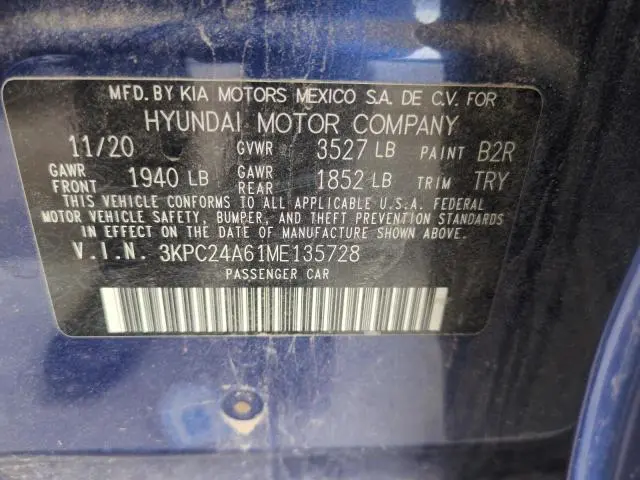 MFD. BY KIA MOTORS MEXICO S.A. DE C.V. FOR
HYUNDAI MOTOR COMPANY
11/20 GVWR 3527 LB PAINT B2R
GAWR FRONT 1940 LB GAWR REAR 1852 LB TRIM TRY
THIS VEHICLE CONFORMS TO ALL APPLICABLE U.S.A. FEDERAL
MOTOR VEHICLE SAFETY, BUMPER, AND THEFT PREVENTION STANDARDS
IN EFFECT ON THE DATE OF MANUFACTURE SHOWN ABOVE.
V.I.N. 3KPC24A61ME135728
PASSENGER CAR